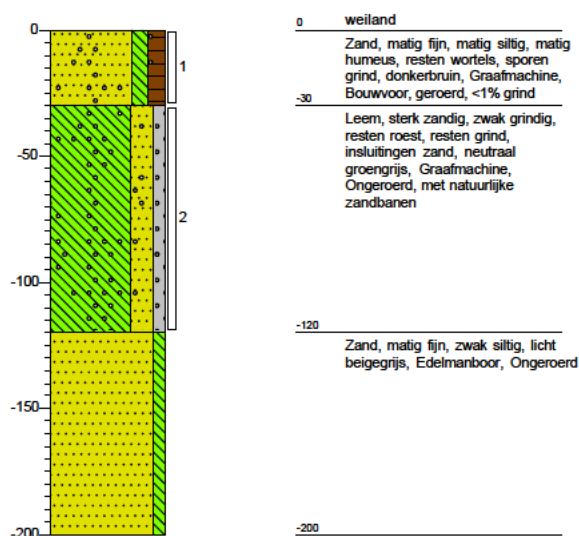 0
1
-50
2
-100
-150
-200
0 weiland
Zand, matig fijn, matig siltig, matig
humeus, resten wortels, sporen
grind, donkerbruin, Graafmachine,
Bouwvoor, geroerd, <1% grind
-30
Leem, sterk zandig, zwak grindig,
resten roest, resten grind,
insluitingen zand, neutraal
groengrijs, Graafmachine,
Ongeroerd, met natuurlijke
zandbanen
-120
Zand, matig fijn, zwak siltig, licht
beigegrijs, Edelmanboor, Ongeroerd
-200